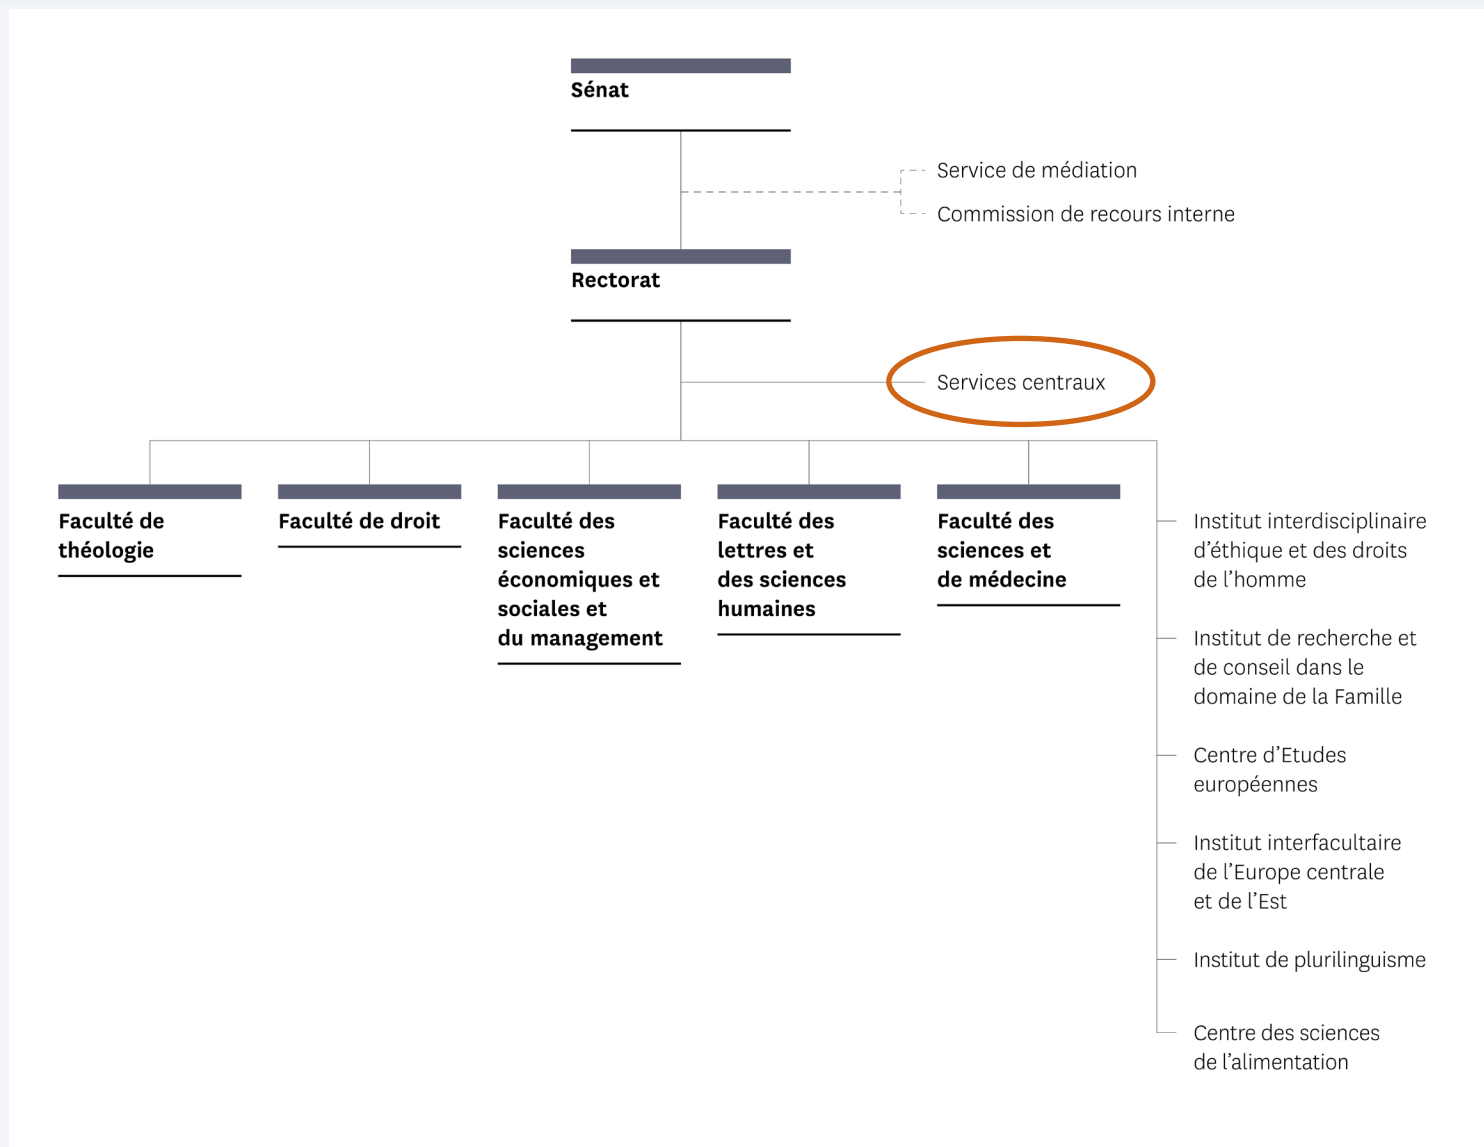 Sénat
Service de médiation
Commission de recours interne
Rectorat
Services centraux
Faculté de
théologie
Faculté de droit
Faculté des
sciences
économiques et
sociales et
du management
Faculté des
lettres et
des sciences
humaines
Faculté des
sciences et
de médecine
Institut interdisciplinaire
d’éthique et des droits
de l’homme
Institut de recherche et
de conseil dans le
domaine de la Famille
Centre d’Etudes
européennes
Institut interfacultaire
de l’Europe centrale
et de l’Est
Institut de plurilinguisme
Centre des sciences
de l’alimentation